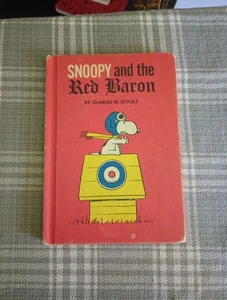 SNOOPY and the
Red Baron
BY CHARLES M. SCHULZ